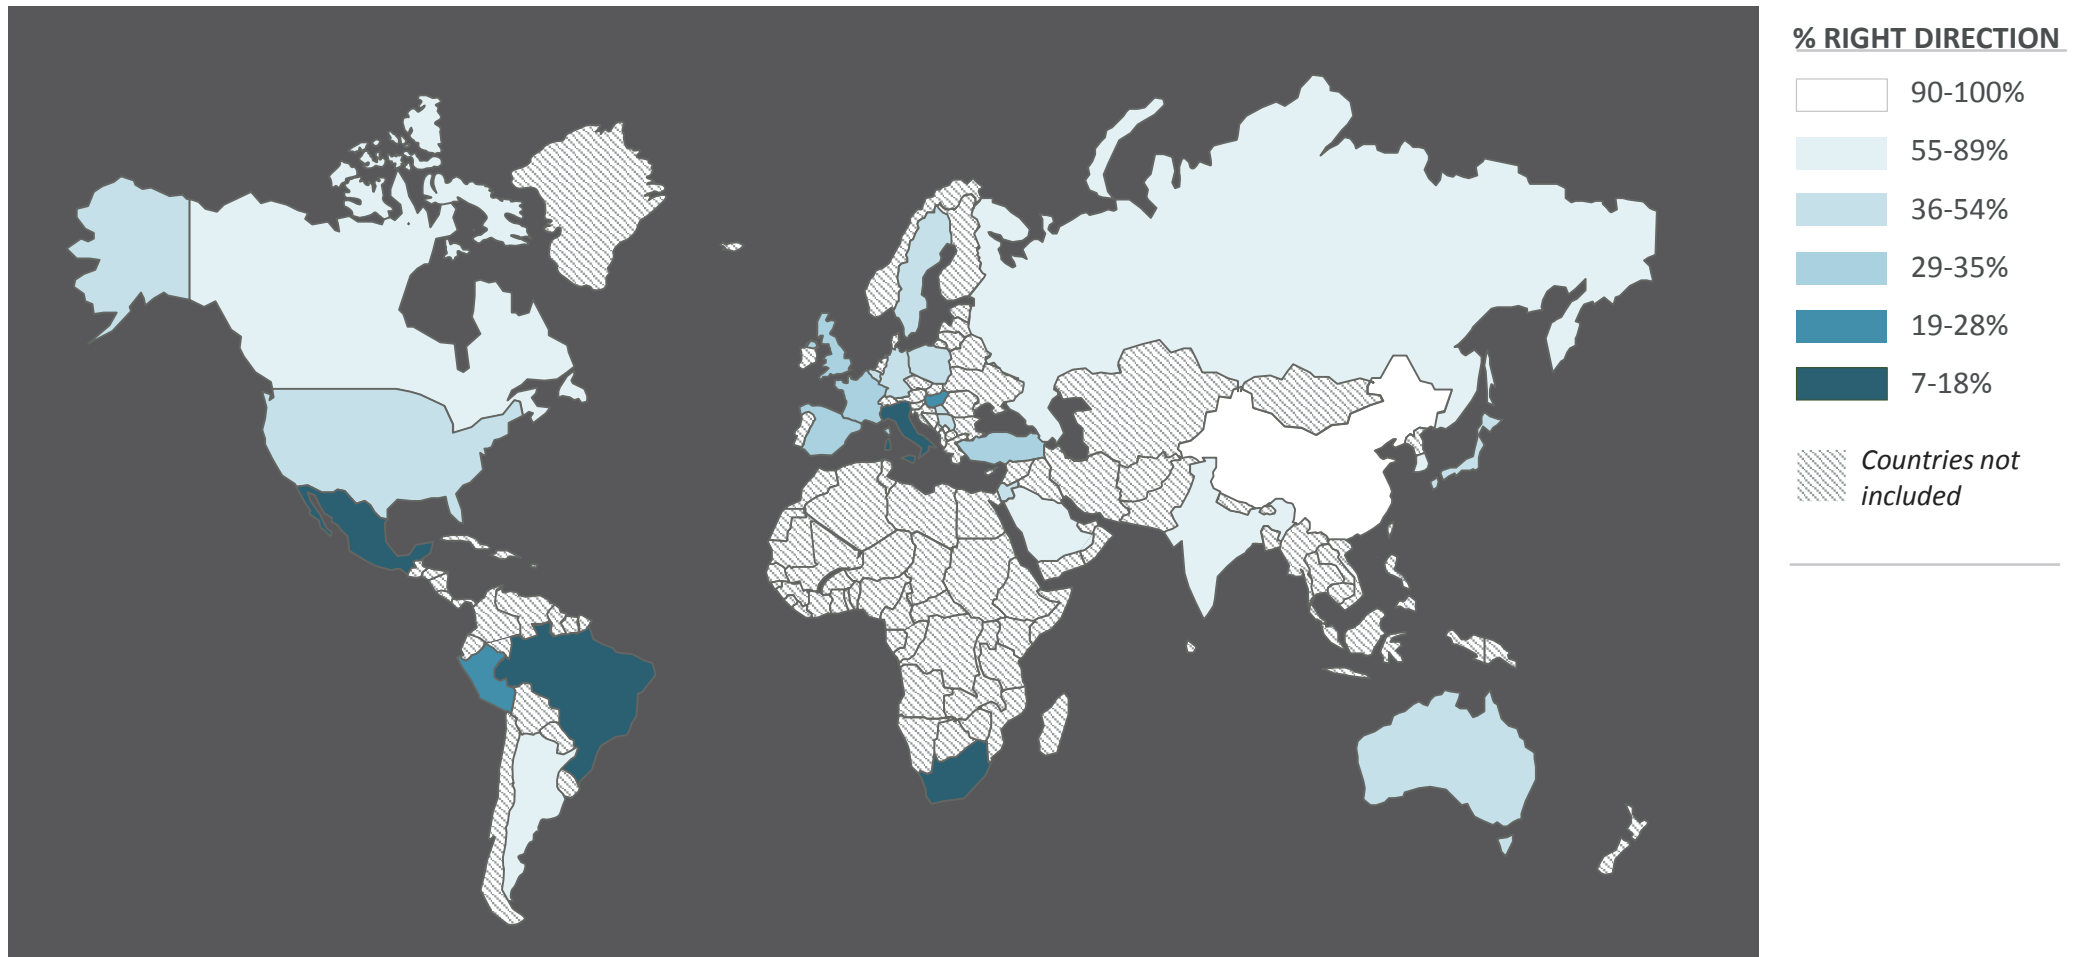 % RIGHT DIRECTION
90-100%
55-89%
36-54%
29-35%
19-28%
7-18%
Countries not
included